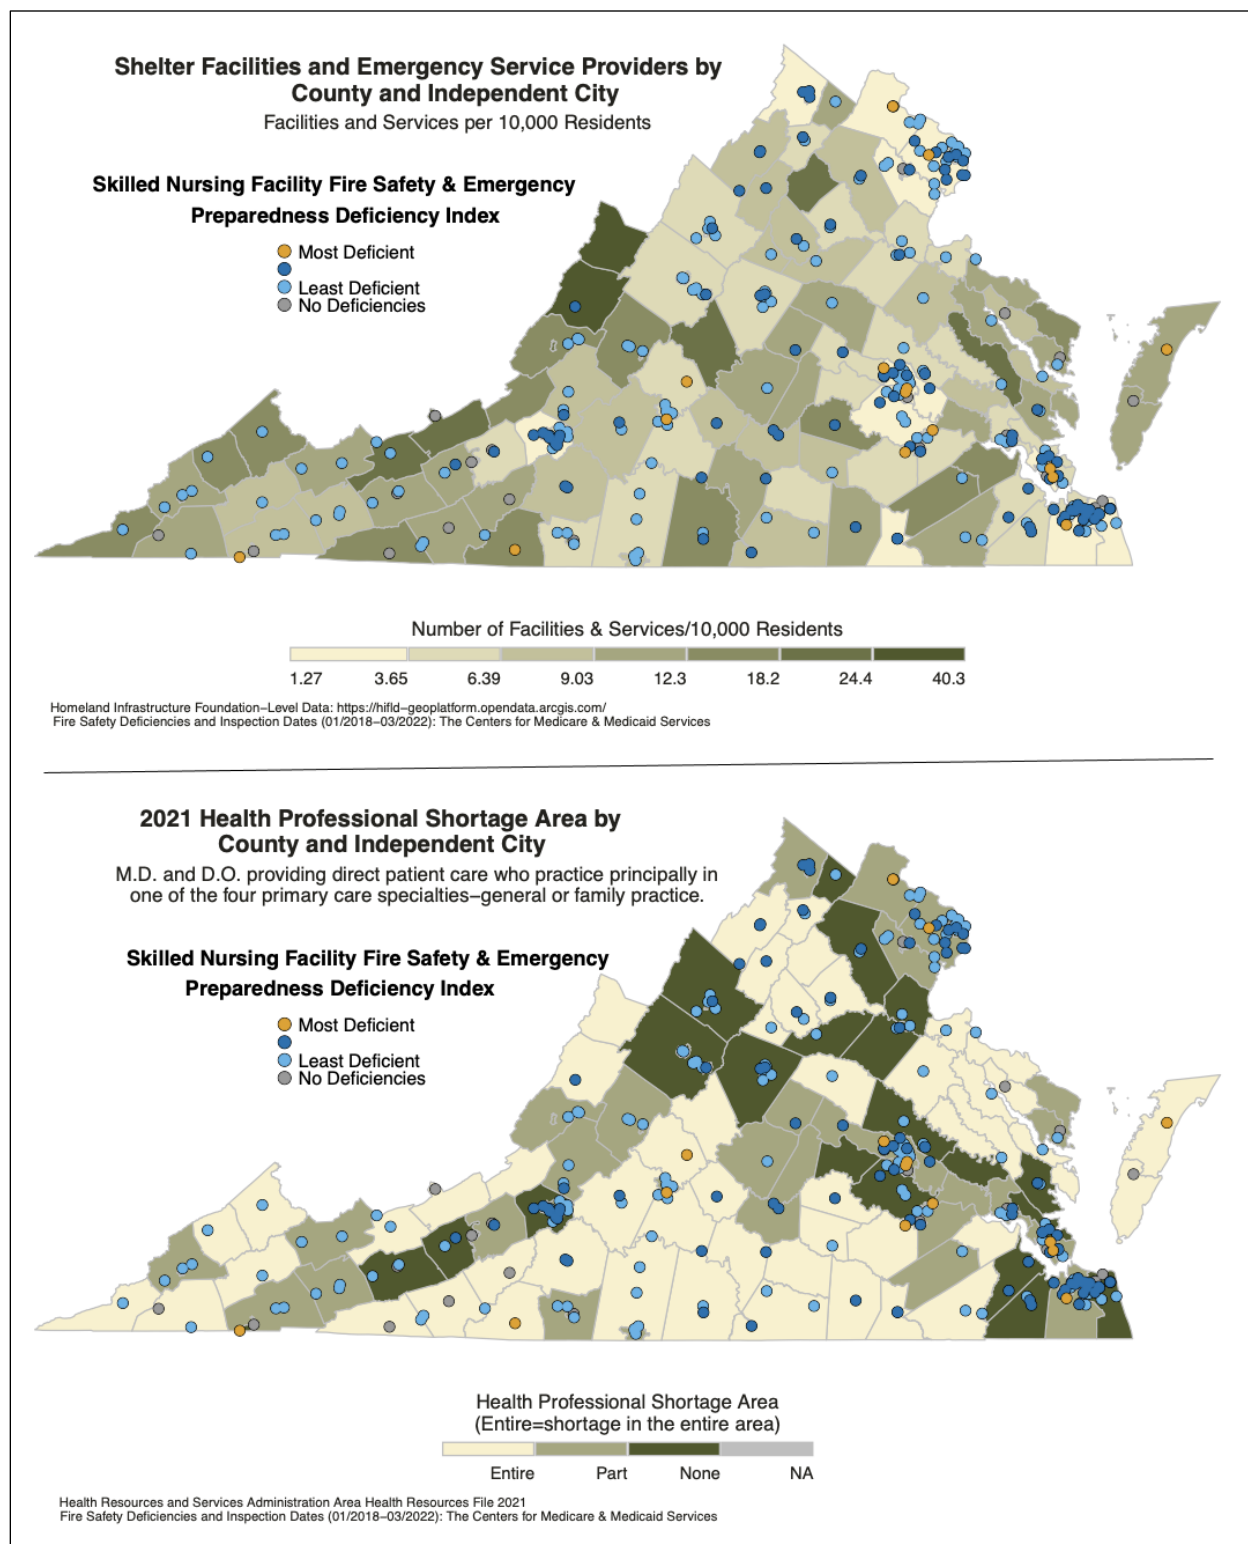 Shelter Facilities and Emergency Service Providers by
County and Independent City
Facilities and Services per 10,000 Residents
Skilled Nursing Facility Fire Safety & Emergency
Preparedness Deficiency Index
Most Deficient
Least Deficient
No Deficiencies
Number of Facilities & Services/10,000 Residents
1.27 3.65 6.39 9.03 12.3 18.2 24.4 40.3
Homeland Infrastructure Foundation–Level Data: https://hifld–geoplatform.opendata.arcgis.com/
Fire Safety Deficiencies and Inspection Dates (01/2018–03/2022): The Centers for Medicare & Medicaid Services
2021 Health Professional Shortage Area by
County and Independent City
M.D. and D.O. providing direct patient care who practice principally in
one of the four primary care specialties–general or family practice.
Skilled Nursing Facility Fire Safety & Emergency
Preparedness Deficiency Index
Most Deficient
Least Deficient
No Deficiencies
Health Professional Shortage Area
(Entire=shortage in the entire area)
Entire Part None NA
Health Resources and Services Administration Area Health Resources File 2021
Fire Safety Deficiencies and Inspection Dates (01/2018–03/2022): The Centers for Medicare & Medicaid Services